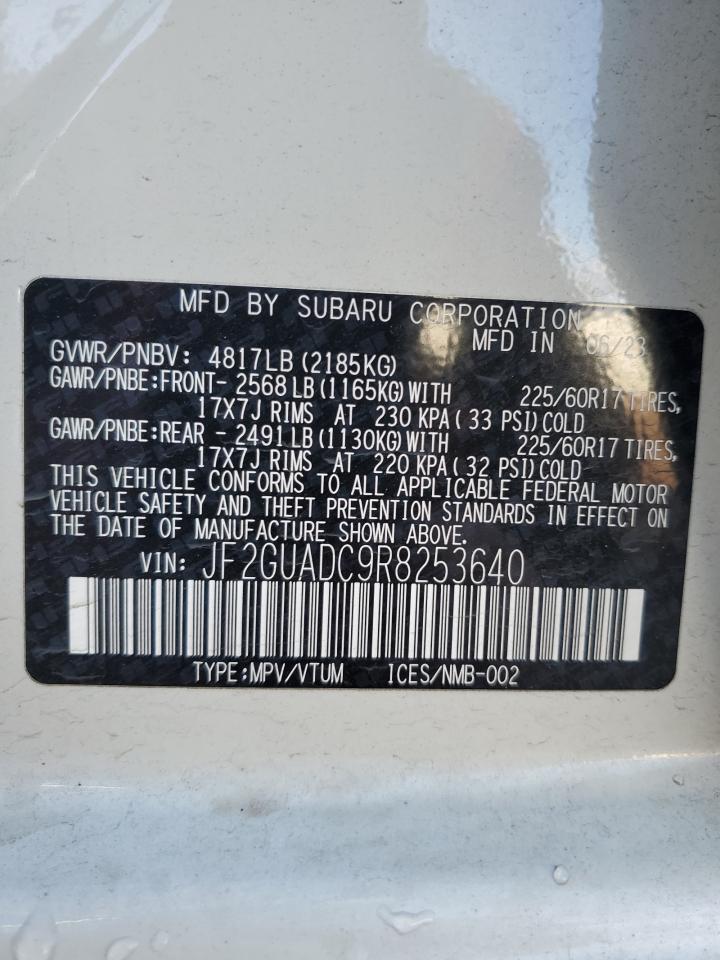 MFD BY SUBARU CORPORATION
MFD IN 06/23
GVWR/PNBV: 4817LB (2185KG)
GAWR/PNBE:FRONT- 2568 LB (1165KG) WITH 225/60R17 TIRES,
17X7J RIMS AT 230 KPA ( 33 PSI) COLD
GAWR/PNBE:REAR - 2491 LB (1130KG) WITH 225/60R17 TIRES,
17X7J RIMS AT 220 KPA ( 32 PSI) COLD
THIS VEHICLE CONFORMS TO ALL APPLICABLE FEDERAL MOTOR
VEHICLE SAFETY AND THEFT PREVENTION STANDARDS IN EFFECT ON
THE DATE OF MANUFACTURE SHOWN ABOVE.
VIN: JF2GUADC9R8253640
TYPE:MPV/VTUM ICES/NMB-002